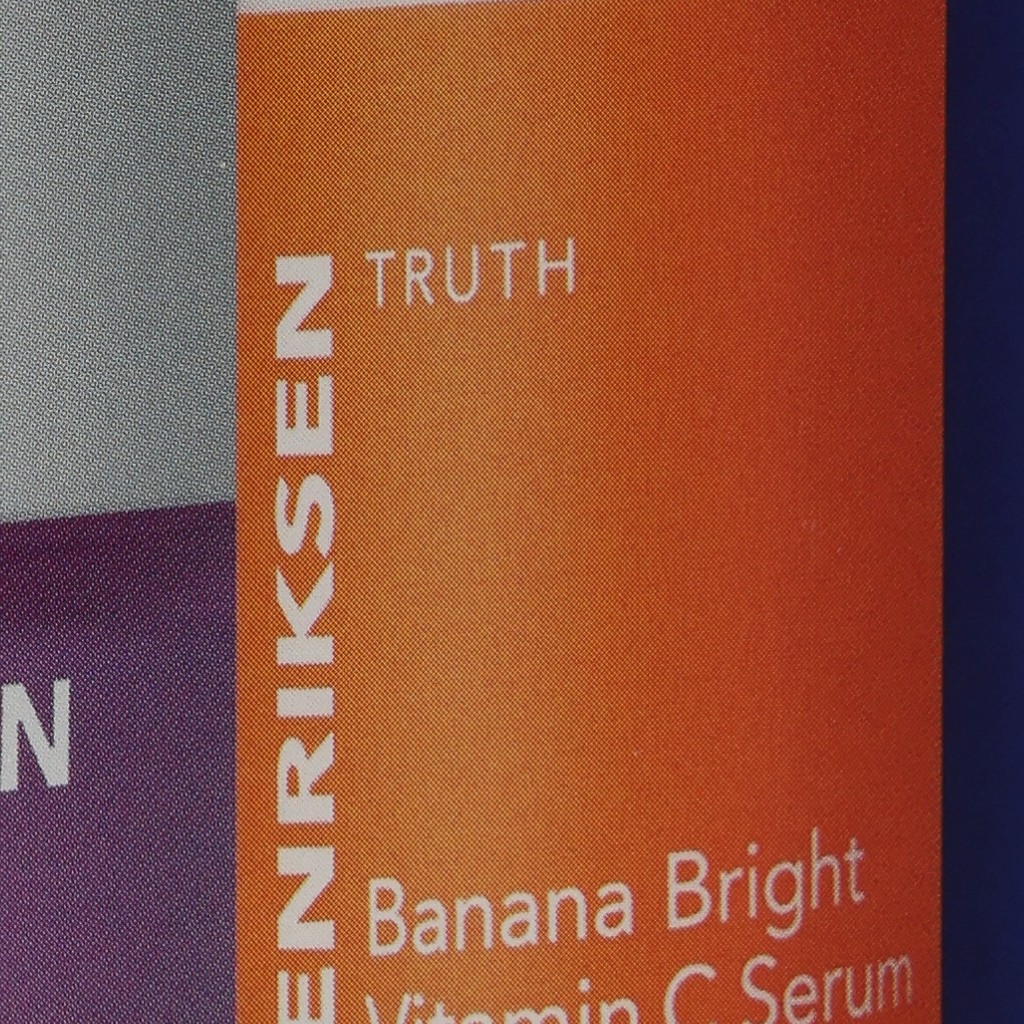 TRUTH
ENRIKSEN
N
Banana Bright
Vitamin C Serum